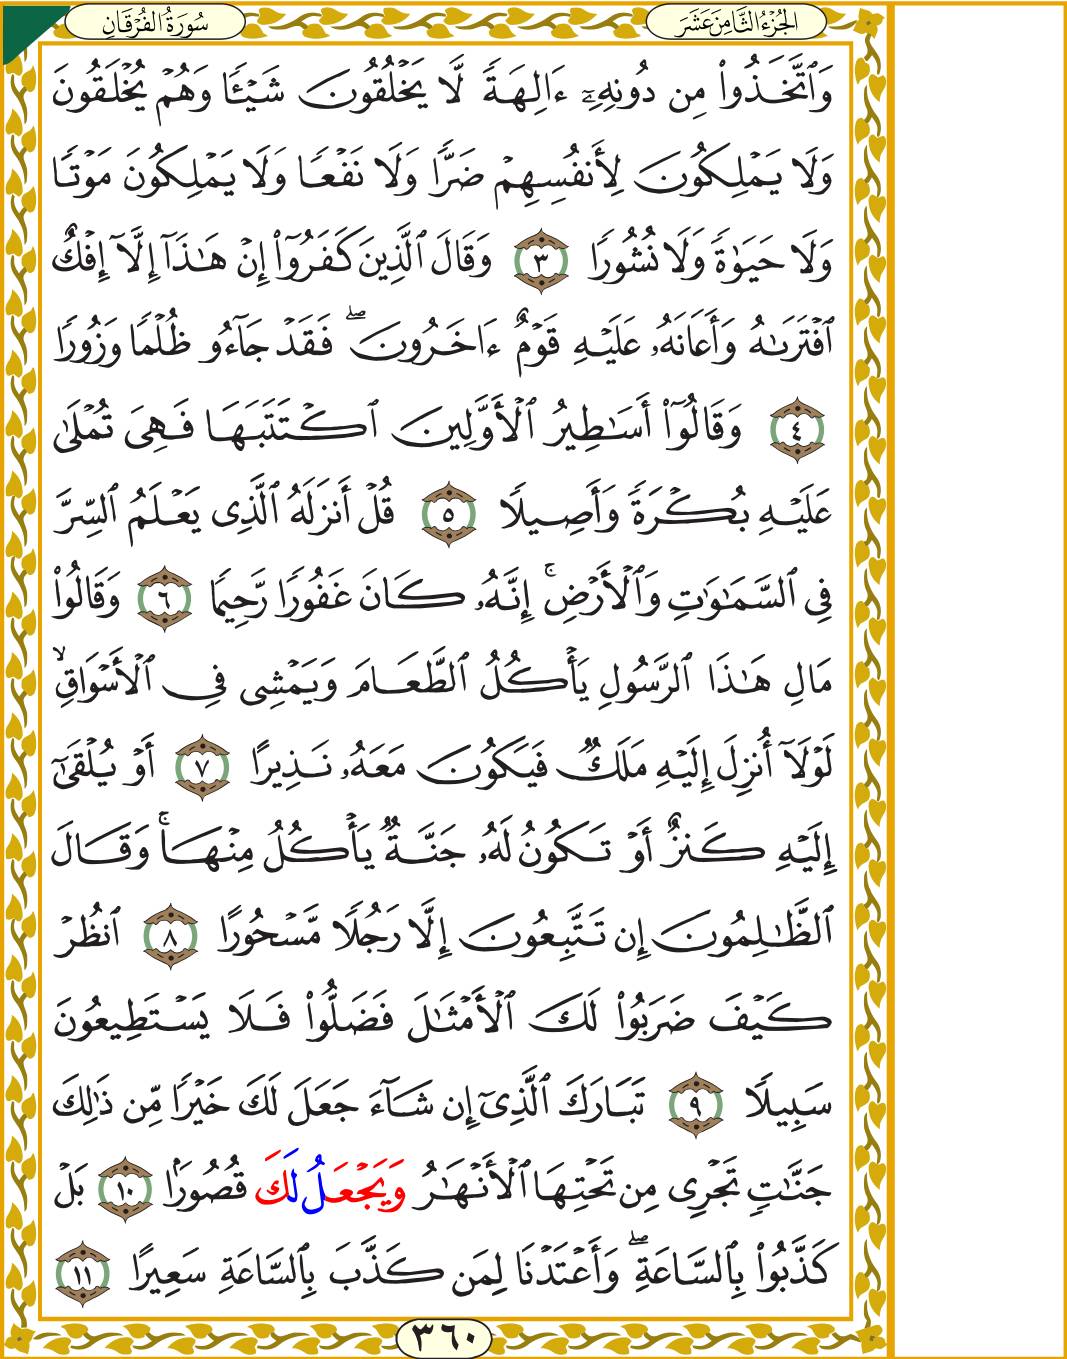 الجُزْءُ الثَّامِنَ عَشَرَ
سُورَةُ الفُرْقَانِ
وَٱتَّخَذُوا۟ مِن دُونِهِۦٓ ءَالِهَةً لَّا يَخْلُقُونَ شَيْـًٔا وَهُمْ يُخْلَقُونَ
وَلَا يَمْلِكُونَ لِأَنفُسِهِمْ ضَرًّا وَلَا نَفْعًا وَلَا يَمْلِكُونَ مَوْتًا
وَلَا حَيَوٰةً وَلَا نُشُورًا ٣ وَقَالَ ٱلَّذِينَ كَفَرُوٓا۟ إِنْ هَـٰذَآ إِلَّآ إِفْكٌ
ٱفْتَرَىٰهُ وَأَعَانَهُۥ عَلَيْهِ قَوْمٌ ءَاخَرُونَ ۖ فَقَدْ جَآءُو ظُلْمًا وَزُورًا
٤ وَقَالُوٓا۟ أَسَـٰطِيرُ ٱلْأَوَّلِينَ ٱكْتَتَبَهَا فَهِىَ تُمْلَىٰ
عَلَيْهِ بُكْرَةً وَأَصِيلًا ٥ قُلْ أَنزَلَهُ ٱلَّذِى يَعْلَمُ ٱلسِّرَّ
فِى ٱلسَّمَـٰوَٰتِ وَٱلْأَرْضِ ۚ إِنَّهُۥ كَانَ غَفُورًا رَّحِيمًا ٦ وَقَالُوا۟
مَالِ هَـٰذَا ٱلرَّسُولِ يَأْكُلُ ٱلطَّعَامَ وَيَمْشِى فِى ٱلْأَسْوَاقِ ۙ
لَوْلَآ أُنزِلَ إِلَيْهِ مَلَكٌ فَيَكُونَ مَعَهُۥ نَذِيرًا ٧ أَوْ يُلْقَىٰٓ
إِلَيْهِ كَنزٌ أَوْ تَكُونُ لَهُۥ جَنَّةٌ يَأْكُلُ مِنْهَا ۚ وَقَالَ
ٱلظَّـٰلِمُونَ إِن تَتَّبِعُونَ إِلَّا رَجُلًا مَّسْحُورًا ٨ ٱنظُرْ
كَيْفَ ضَرَبُوا۟ لَكَ ٱلْأَمْثَـٰلَ فَضَلُّوا۟ فَلَا يَسْتَطِيعُونَ
سَبِيلًا ٩ تَبَارَكَ ٱلَّذِىٓ إِن شَآءَ جَعَلَ لَكَ خَيْرًا مِّن ذَٰلِكَ
جَنَّـٰتٍ تَجْرِى مِن تَحْتِهَا ٱلْأَنْهَـٰرُ وَيَجْعَلُ لَّكَ قُصُورًۢا ١٠ بَلْ
كَذَّبُوا۟ بِٱلسَّاعَةِ ۖ وَأَعْتَدْنَا لِمَن كَذَّبَ بِٱلسَّاعَةِ سَعِيرًا ١١
٣٦٠